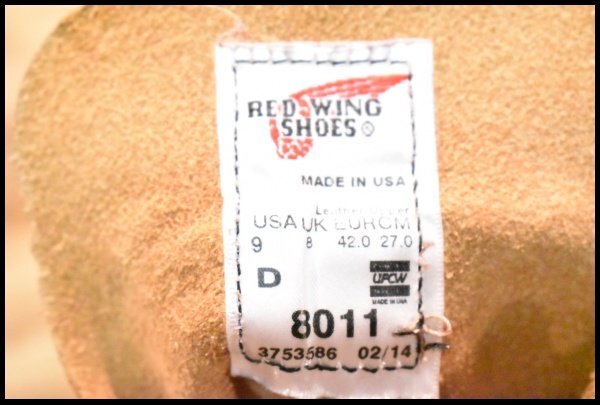 RED WING
SHOES ®
MADE IN USA
Leather Upper
USA UK EUR CM
9 8 42.0 27.0
D
UFCW
MADE IN USA
8011
3753586 02/14